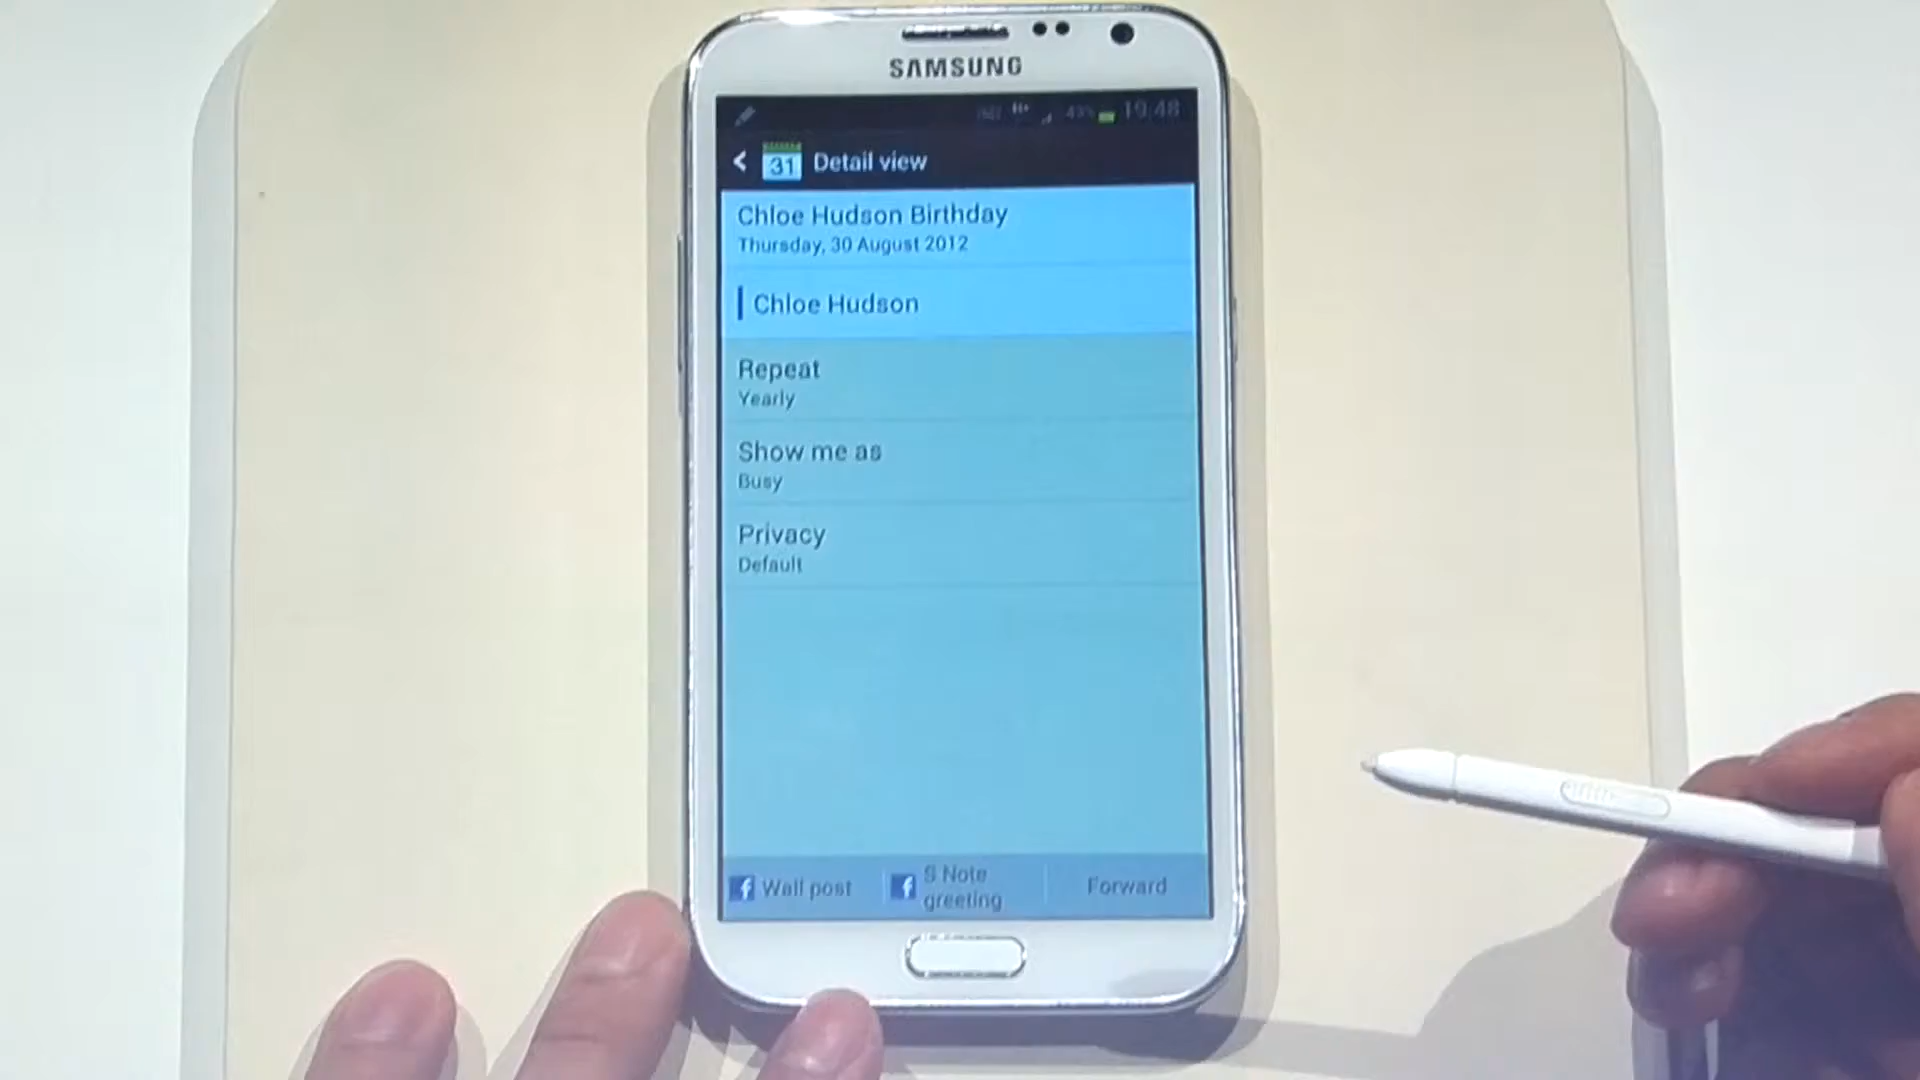 SAMSUNG
19:48
31 Detail view
Chloe Hudson Birthday
Thursday, 30 August 2012
Chloe Hudson
Repeat
Yearly
Show me as
Busy
Privacy
Default
Wall post
S Note
greeting
Forward